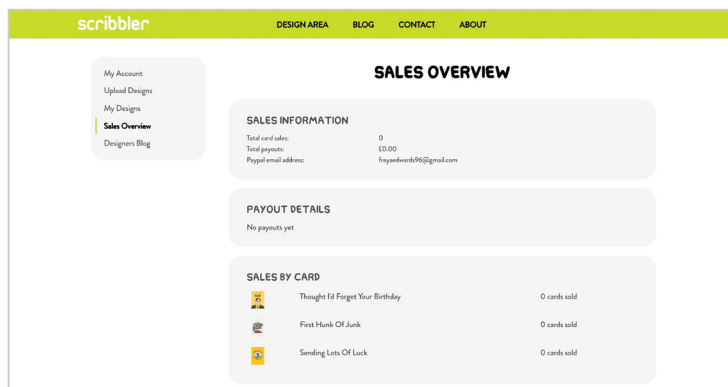 scribbler
DESIGN AREA BLOG CONTACT ABOUT
My Account
Upload Designs
My Designs
Sales Overview
Designers Blog
SALES OVERVIEW
SALES INFORMATION
Total card sales: 0
Total payouts: £0.00
Paypal email address: freyaedwards96@gmail.com
PAYOUT DETAILS
No payouts yet
SALES BY CARD
Thought I'd Forget Your Birthday 0 cards sold
First Hunk Of Junk 0 cards sold
Sending Lots Of Luck 0 cards sold